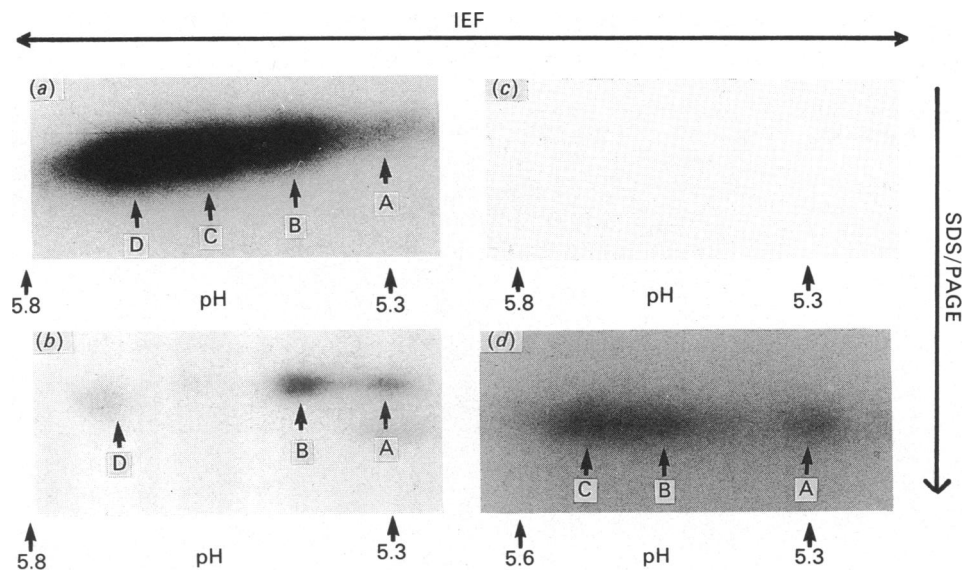 IEF
(a)
D
C
B
A
5.8
pH
5.3
(c)
5.8
pH
5.3
SDS/PAGE
(b)
D
B
A
5.8
pH
5.3
(d)
C
B
A
5.6
pH
5.3